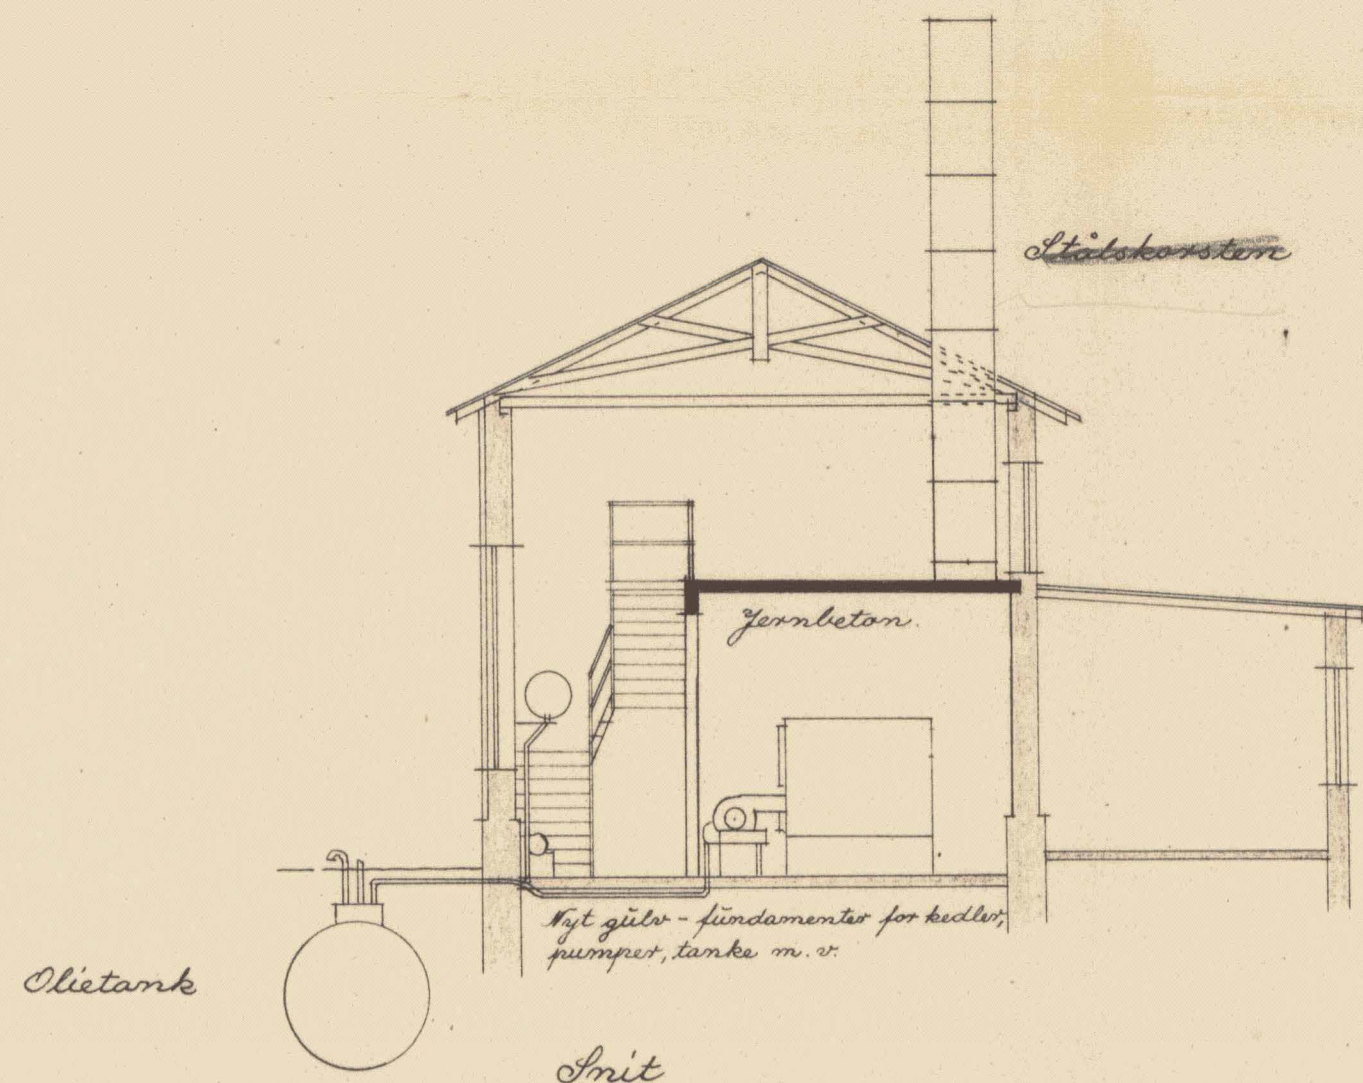 Stålskorsten
Jernbeton.
Nyt gulv - fundamenter for kedler,
pumper, tanke m. v.
Olietank
Snit